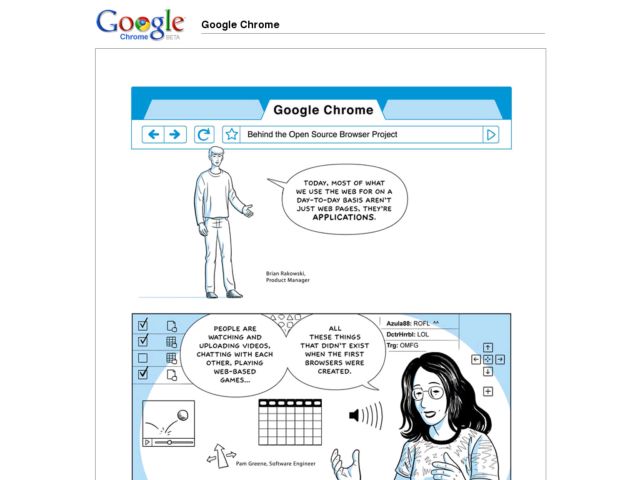 Google
Chrome BETA
Google Chrome
Google Chrome
Behind the Open Source Browser Project
TODAY, MOST OF WHAT
WE USE THE WEB FOR ON A
DAY-TO-DAY BASIS AREN'T
JUST WEB PAGES, THEY'RE
APPLICATIONS.
Brian Rakowski,
Product Manager
PEOPLE ARE
WATCHING AND
UPLOADING VIDEOS,
CHATTING WITH EACH
OTHER, PLAYING
WEB-BASED
GAMES...
ALL
THESE THINGS
THAT DIDN'T EXIST
WHEN THE FIRST
BROWSERS WERE
CREATED.
Azula88: ROFL ^^
DctrHrrbl: LOL
Trg: OMFG
Pam Greene, Software Engineer